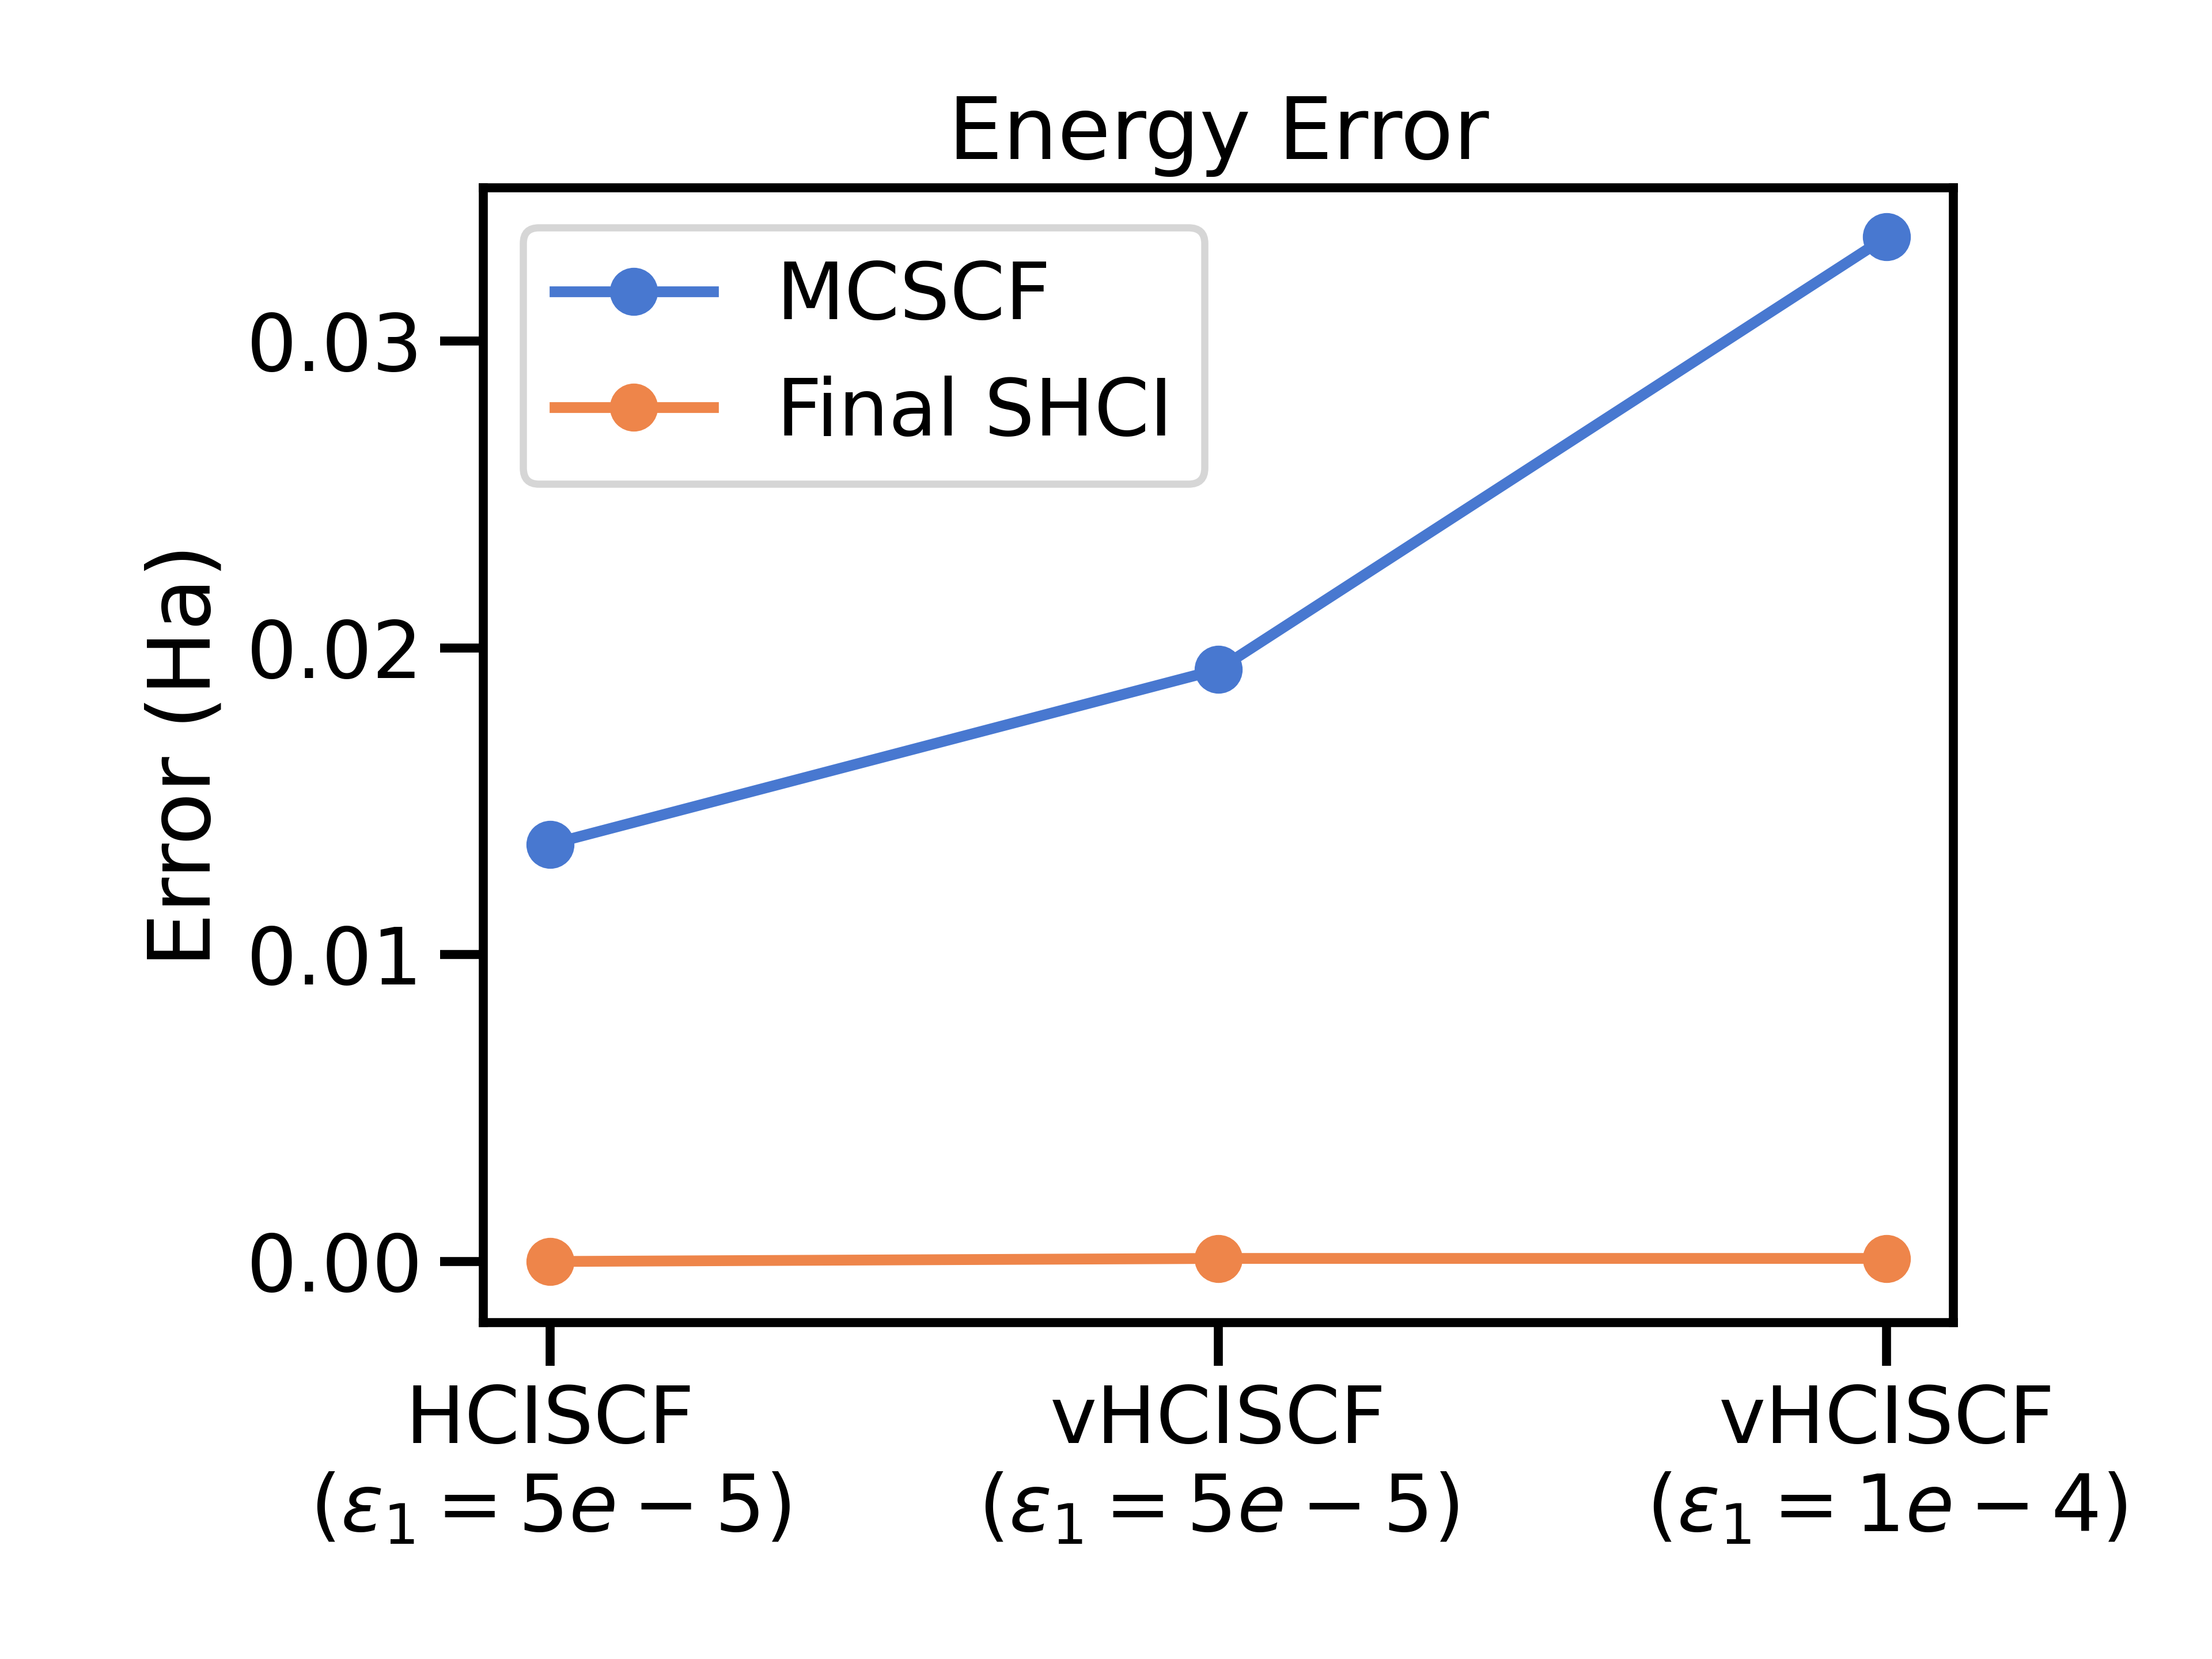 Energy Error
MCSCF
Final SHCI
Error (Ha)
0.03
0.02
0.01
0.00
HCISCF
(ε₁ = 5e − 5)
vHCISCF
(ε₁ = 5e − 5)
vHCISCF
(ε₁ = 1e − 4)